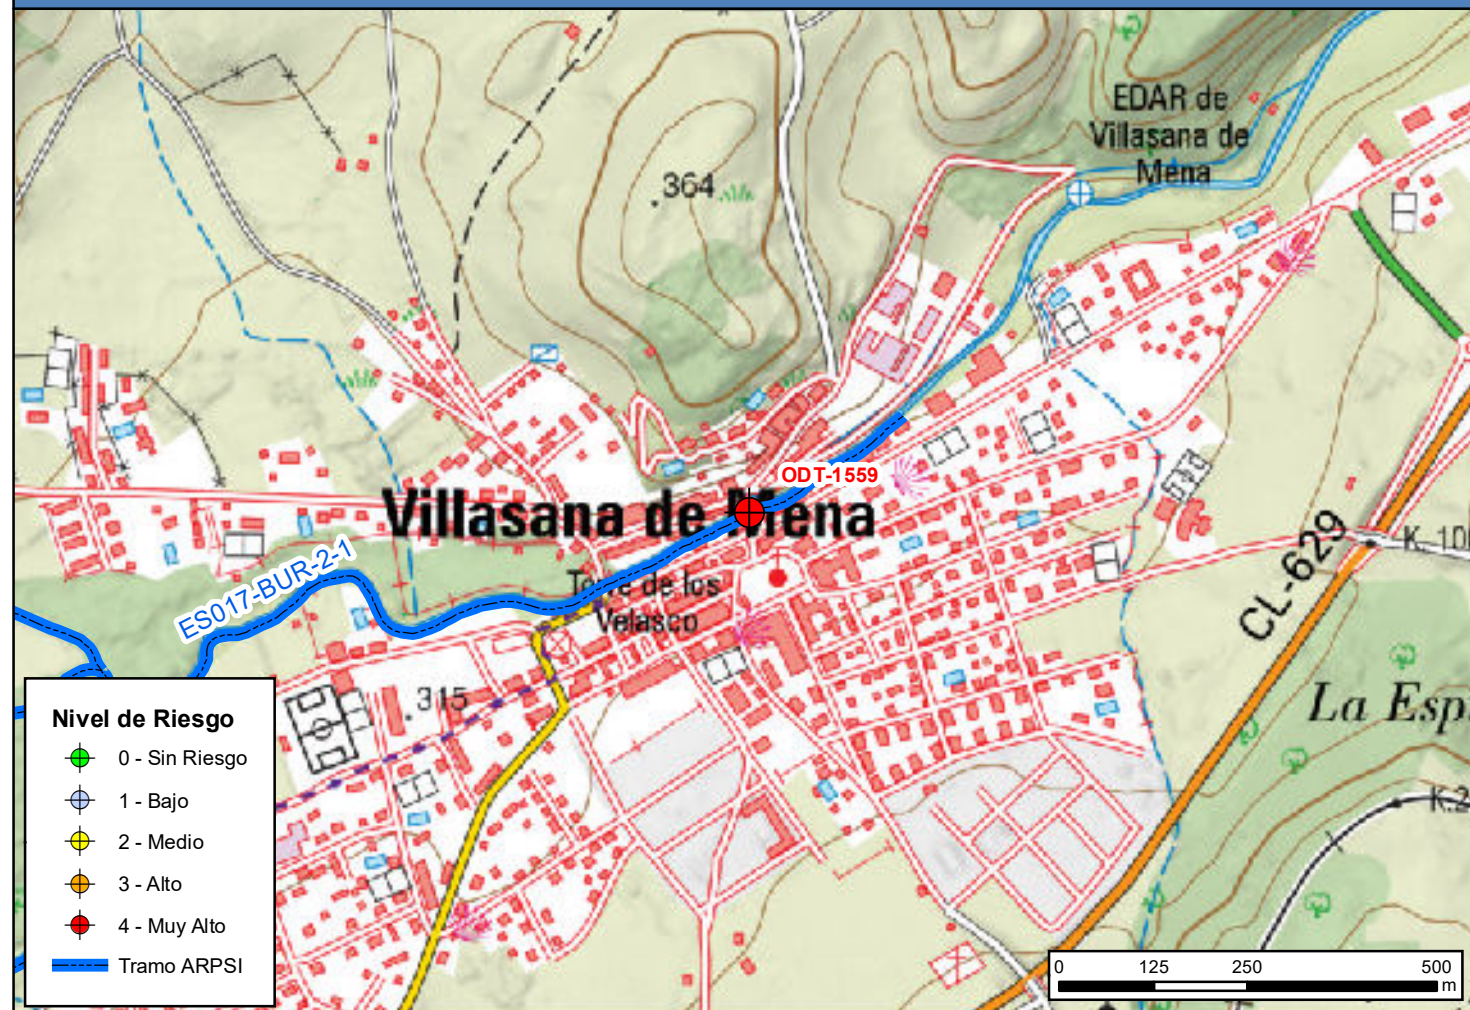 EDAR de
Villasana de
Mena
.364
ODT-1559
Villasana de Mena
ES017-BUR-2-1
Torre de los
Velasco
CL-629
.315
La Esp
Nivel de Riesgo
0 - Sin Riesgo
1 - Bajo
2 - Medio
3 - Alto
4 - Muy Alto
Tramo ARPSI
K.2
0 125 250 500
m